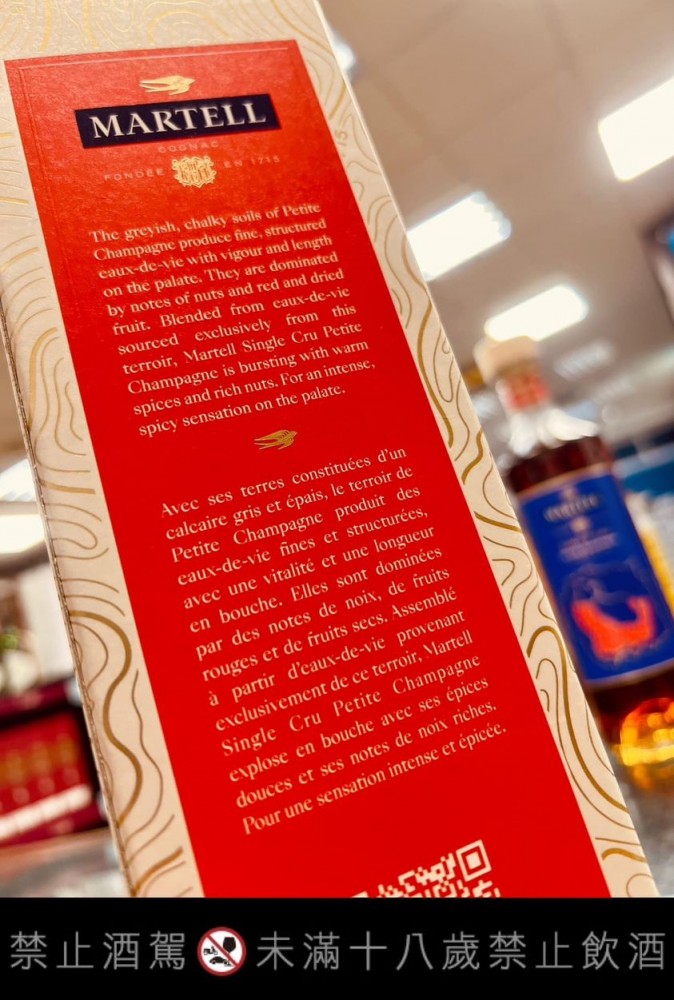 MARTELL
COGNAC
FONDÉE EN 1715
The greyish, chalky soils of Petite
Champagne produce fine, structured
eaux-de-vie with vigour and length
on the palate. They are dominated
by notes of nuts and red and dried
fruit. Blended from eaux-de-vie
sourced exclusively from this
terroir, Martell Single Cru Petite
Champagne is bursting with warm
spices and rich nuts. For an intense,
spicy sensation on the palate.
Avec ses terres constituées d'un
calcaire gris et épais, le terroir de
Petite Champagne produit des
eaux-de-vie fines et structurées,
avec une vitalité et une longueur
en bouche. Elles sont dominées
par des notes de noix, de fruits
rouges et de fruits secs. Assemblé
à partir d'eaux-de-vie provenant
exclusivement de ce terroir, Martell
Single Cru Petite Champagne
explose en bouche avec ses épices
douces et ses notes de noix riches.
Pour une sensation intense et épicée.
MARTELL
禁止酒駕 未滿十八歲禁止飲酒